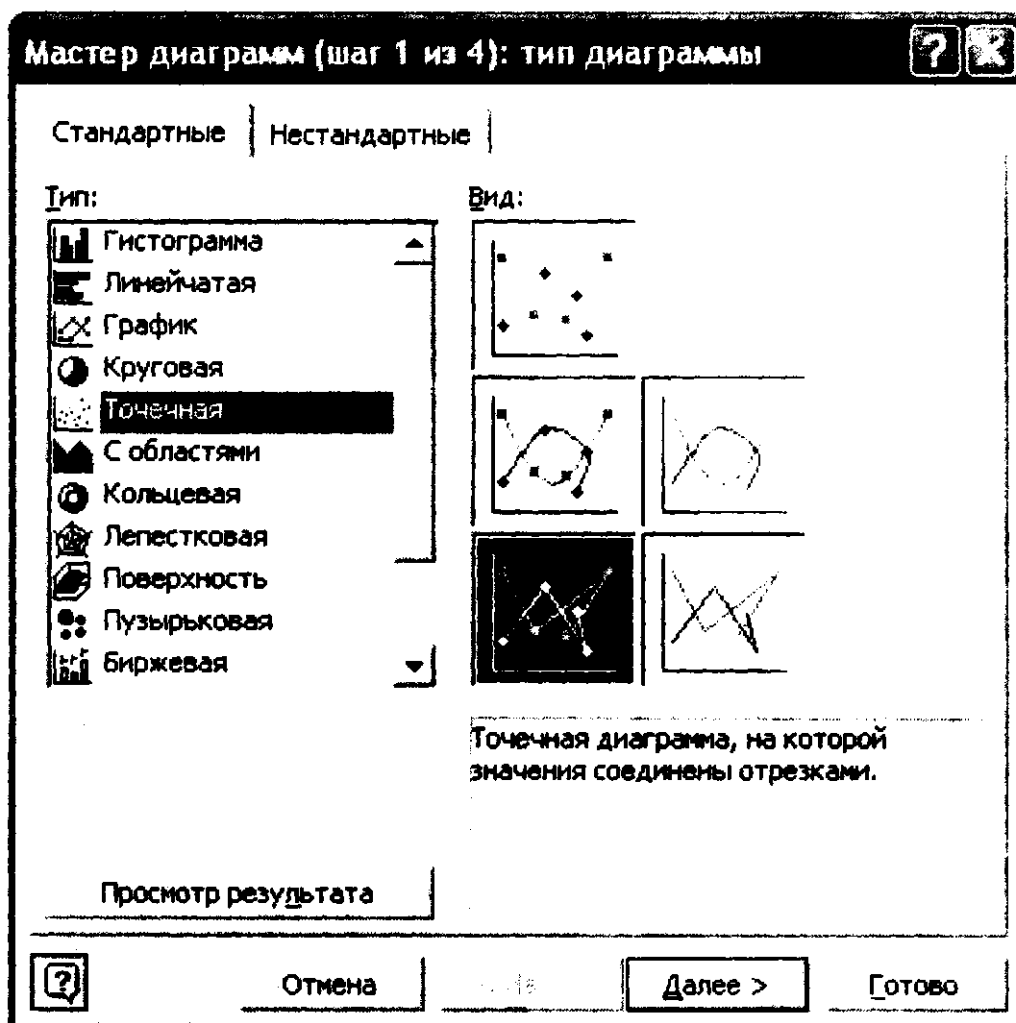 Мастер диаграмм (шаг 1 из 4): тип диаграммы
Стандартные
Нестандартные
Тип:
Гистограмма
Линейчатая
График
Круговая
Точечная
С областями
Кольцевая
Лепестковая
Поверхность
Пузырьковая
Биржевая
Вид:
Точечная диаграмма, на которой
значения соединены отрезками.
Просмотр результата
Отмена
Далее >
Готово